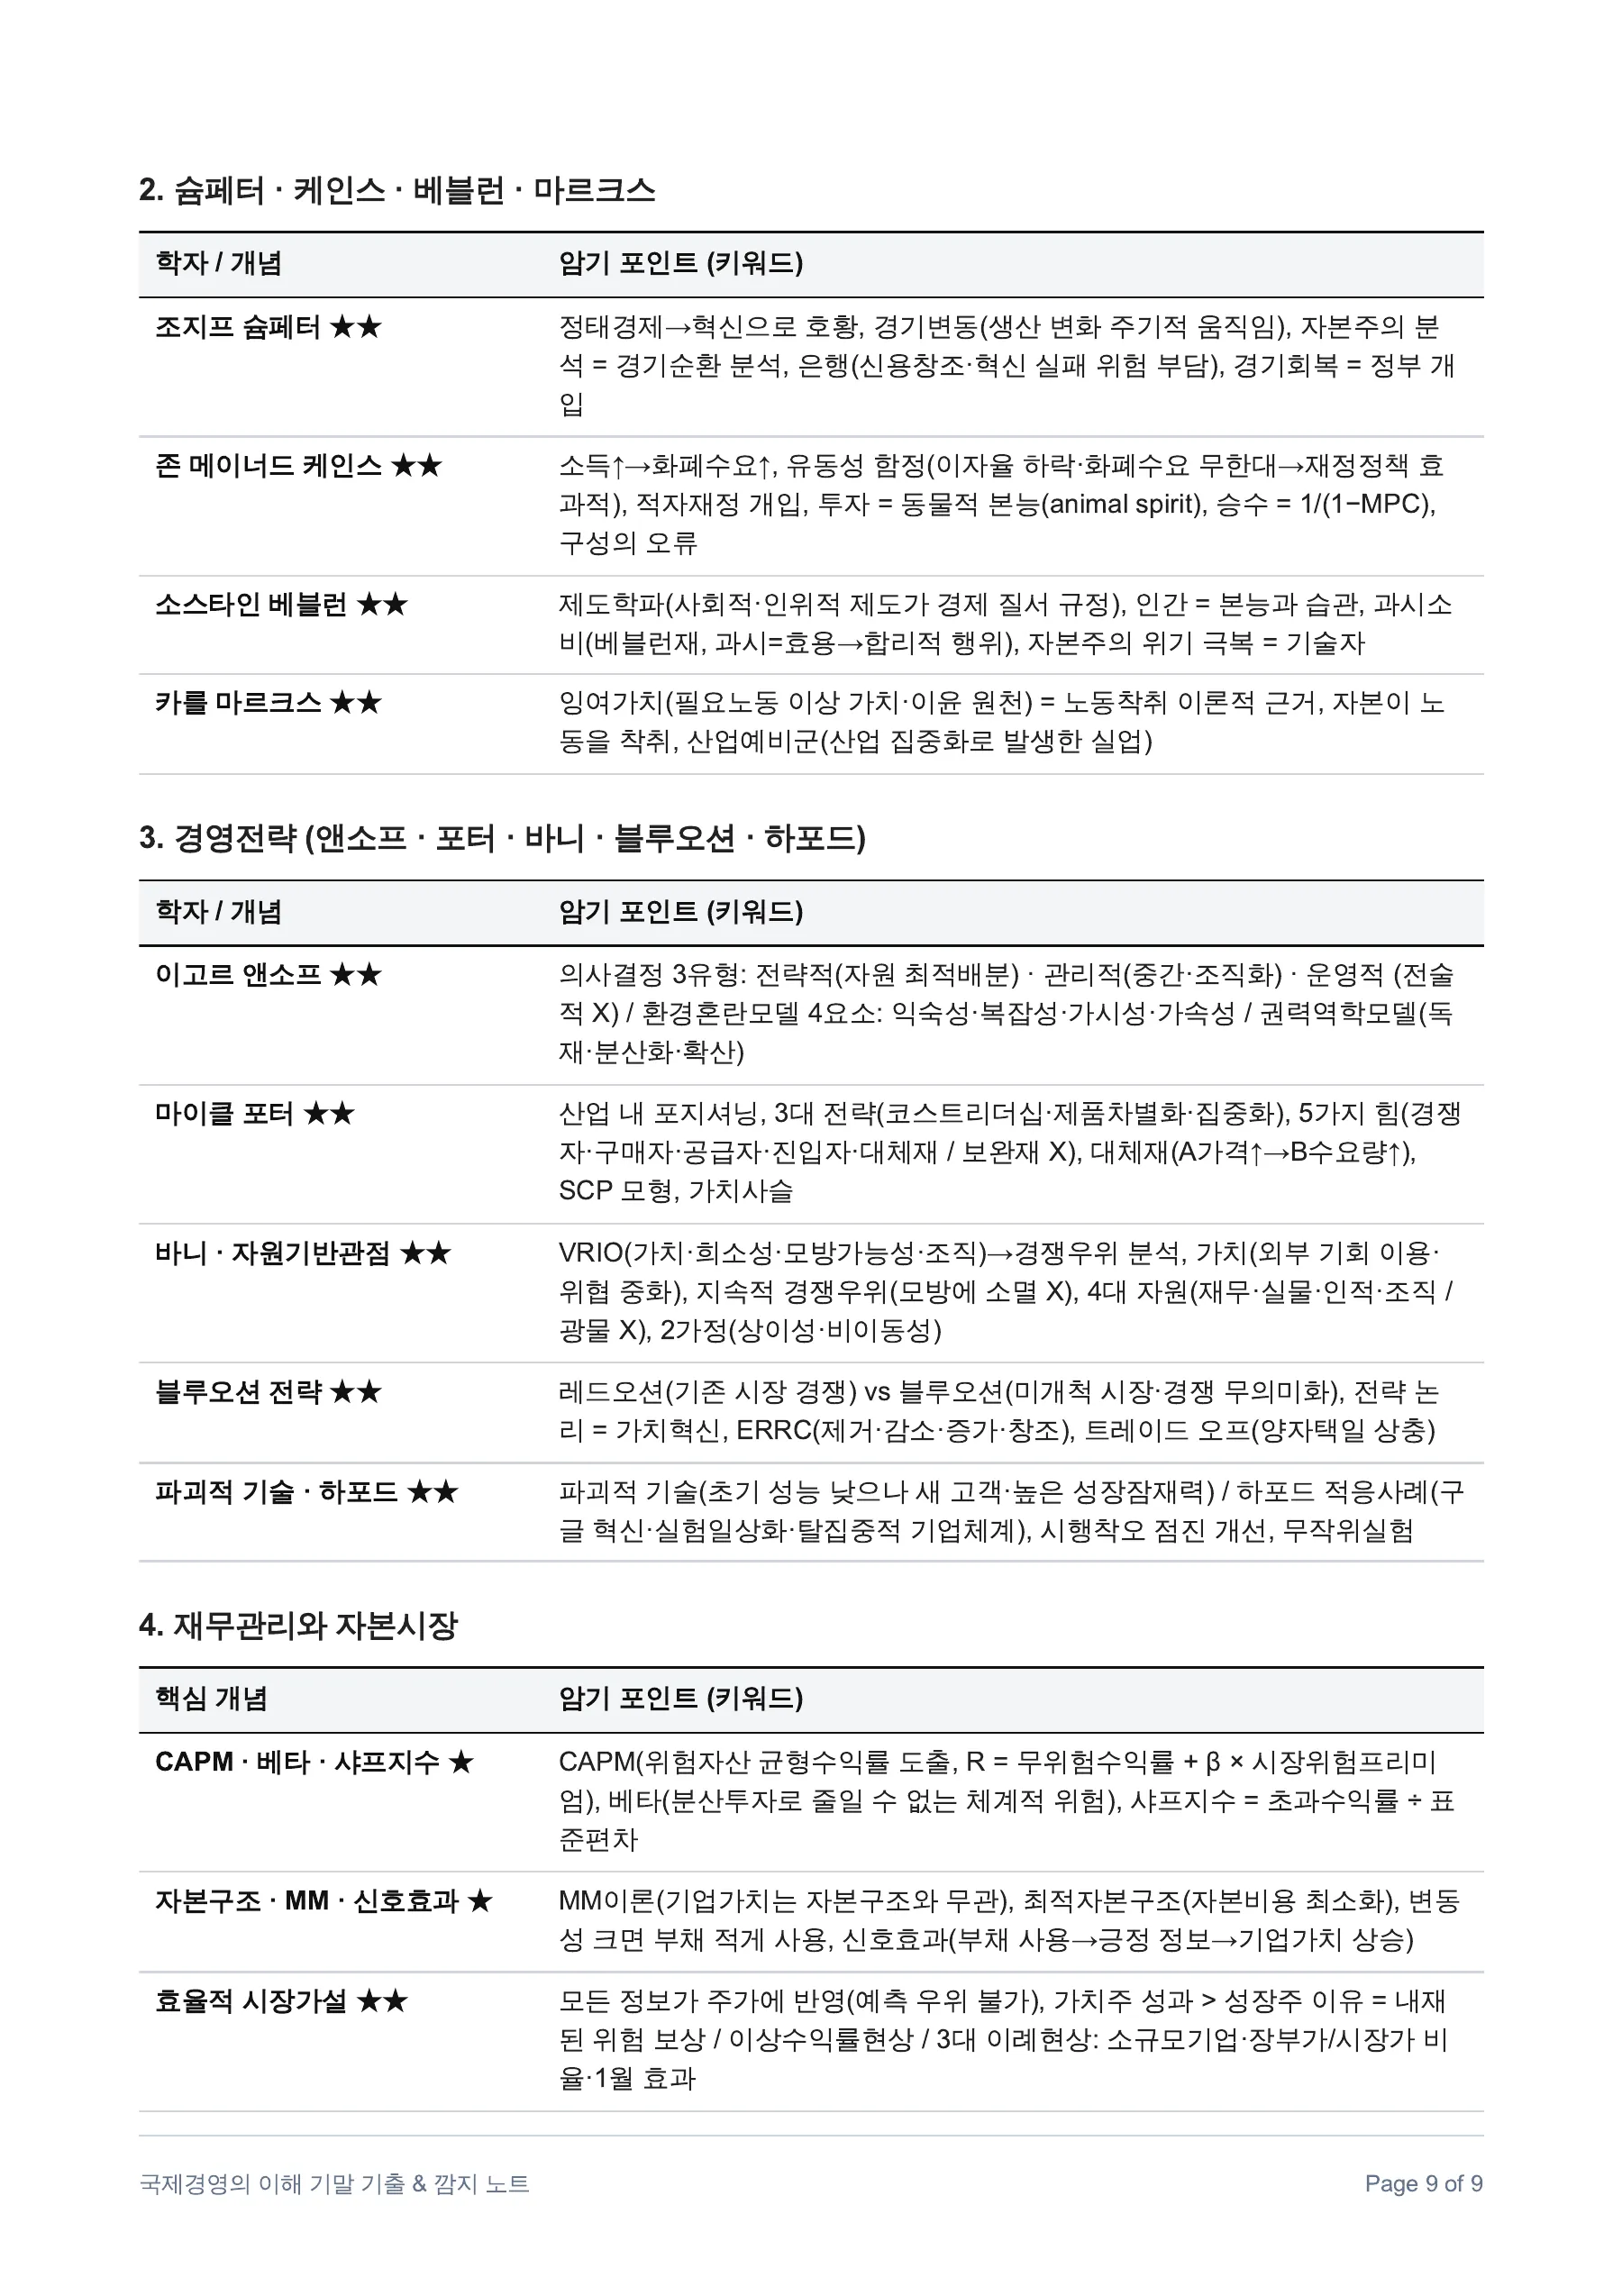 2. 슘페터 · 케인스 · 베블런 · 마르크스
학자 / 개념
암기 포인트 (키워드)
조지프 슘페터 ★★
정태경제→혁신으로 호황, 경기변동(생산 변화 주기적 움직임), 자본주의 분
석 = 경기순환 분석, 은행(신용창조·혁신 실패 위험 부담), 경기회복 = 정부 개
입
존 메이너드 케인스 ★★
소득↑→화폐수요↑, 유동성 함정(이자율 하락·화폐수요 무한대→재정정책 효
과적), 적자재정 개입, 투자 = 동물적 본능(animal spirit), 승수 = 1/(1−MPC),
구성의 오류
소스타인 베블런 ★★
제도학파(사회적·인위적 제도가 경제 질서 규정), 인간 = 본능과 습관, 과시소
비(베블런재, 과시=효용→합리적 행위), 자본주의 위기 극복 = 기술자
카를 마르크스 ★★
잉여가치(필요노동 이상 가치·이윤 원천) = 노동착취 이론적 근거, 자본이 노
동을 착취, 산업예비군(산업 집중화로 발생한 실업)
3. 경영전략 (앤소프 · 포터 · 바니 · 블루오션 · 하포드)
학자 / 개념
암기 포인트 (키워드)
이고르 앤소프 ★★
의사결정 3유형: 전략적(자원 최적배분) · 관리적(중간·조직화) · 운영적 (전술
적 X) / 환경혼란모델 4요소: 익숙성·복잡성·가시성·가속성 / 권력역학모델(독
재·분산화·확산)
마이클 포터 ★★
산업 내 포지셔닝, 3대 전략(코스트리더십·제품차별화·집중화), 5가지 힘(경쟁
자·구매자·공급자·진입자·대체재 / 보완재 X), 대체재(A가격↑→B수요량↑),
SCP 모형, 가치사슬
바니 · 자원기반관점 ★★
VRIO(가치·희소성·모방가능성·조직)→경쟁우위 분석, 가치(외부 기회 이용·
위협 중화), 지속적 경쟁우위(모방에 소멸 X), 4대 자원(재무·실물·인적·조직 /
광물 X), 2가정(상이성·비이동성)
블루오션 전략 ★★
레드오션(기존 시장 경쟁) vs 블루오션(미개척 시장·경쟁 무의미화), 전략 논
리 = 가치혁신, ERRC(제거·감소·증가·창조), 트레이드 오프(양자택일 상충)
파괴적 기술 · 하포드 ★★
파괴적 기술(초기 성능 낮으나 새 고객·높은 성장잠재력) / 하포드 적응사례(구
글 혁신·실험일상화·탈집중적 기업체계), 시행착오 점진 개선, 무작위실험
4. 재무관리와 자본시장
핵심 개념
암기 포인트 (키워드)
CAPM · 베타 · 샤프지수 ★
CAPM(위험자산 균형수익률 도출, R = 무위험수익률 + β × 시장위험프리미
엄), 베타(분산투자로 줄일 수 없는 체계적 위험), 샤프지수 = 초과수익률 ÷ 표
준편차
자본구조 · MM · 신호효과 ★
MM이론(기업가치는 자본구조와 무관), 최적자본구조(자본비용 최소화), 변동
성 크면 부채 적게 사용, 신호효과(부채 사용→긍정 정보→기업가치 상승)
효율적 시장가설 ★★
모든 정보가 주가에 반영(예측 우위 불가), 가치주 성과 > 성장주 이유 = 내재
된 위험 보상 / 이상수익률현상 / 3대 이례현상: 소규모기업·장부가/시장가 비
율·1월 효과
국제경영의 이해 기말 기출 & 깜지 노트
Page 9 of 9